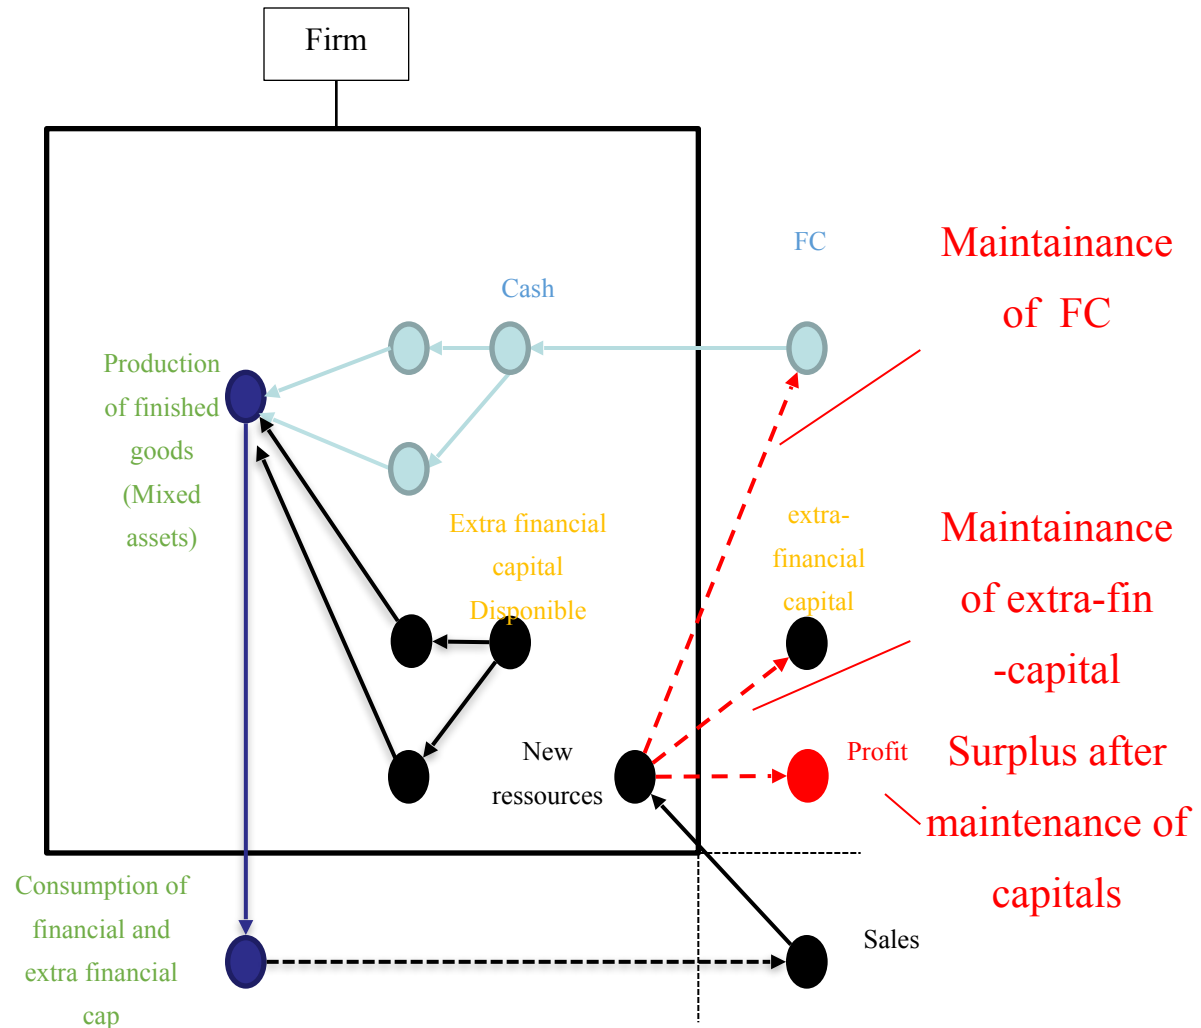 Firm
FC
Maintainance
of FC
Cash
Production
of finished
goods
(Mixed
assets)
Extra financial
capital
Disponible
extra-
financial
capital
Maintainance
of extra-fin
-capital
New
ressources
Profit
Surplus after
maintenance of
capitals
Consumption of
financial and
extra financial
cap
Sales